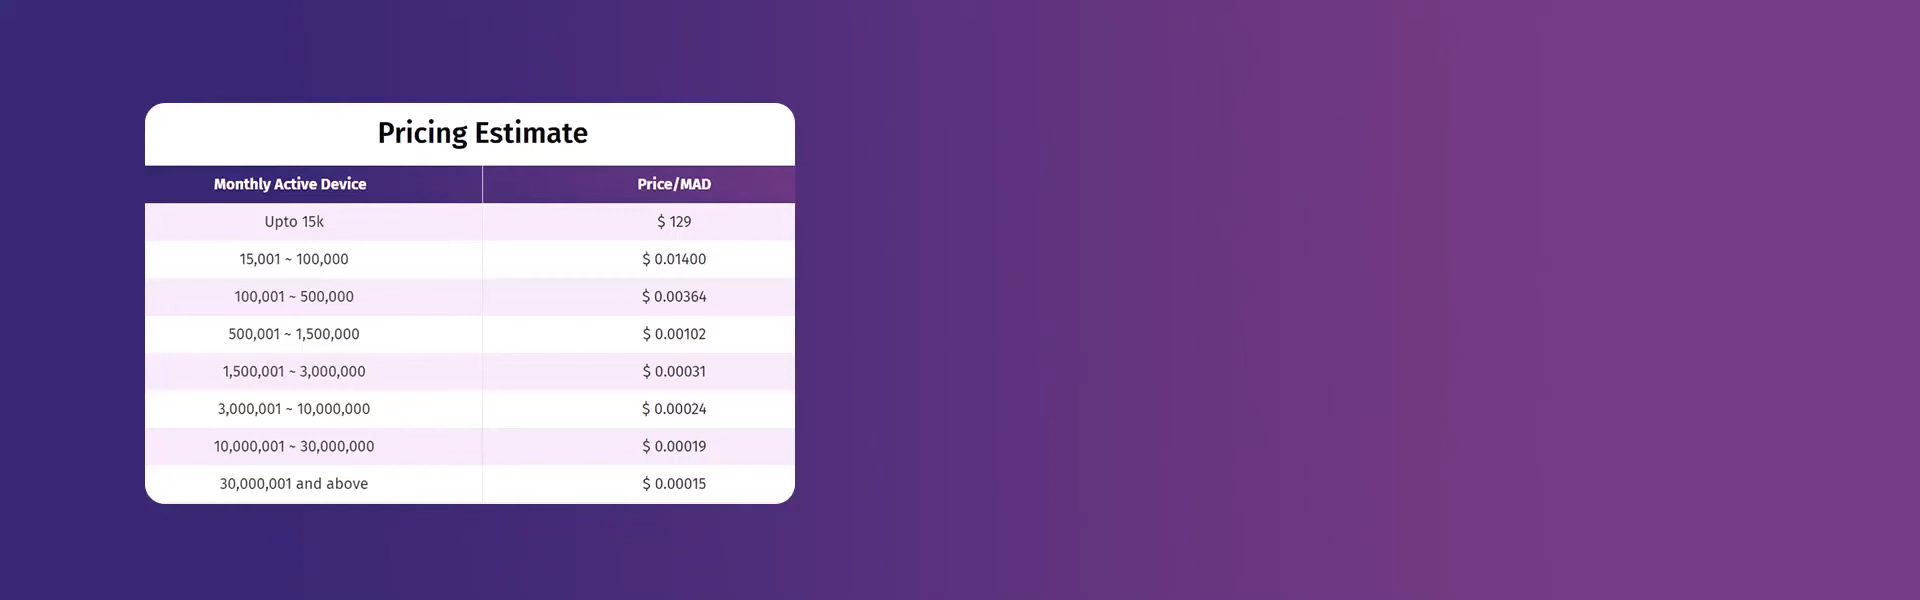 Pricing Estimate
Monthly Active Device Price/MAD
Upto 15k $ 129
15,001 ~ 100,000 $ 0.01400
100,001 ~ 500,000 $ 0.00364
500,001 ~ 1,500,000 $ 0.00102
1,500,001 ~ 3,000,000 $ 0.00031
3,000,001 ~ 10,000,000 $ 0.00024
10,000,001 ~ 30,000,000 $ 0.00019
30,000,001 and above $ 0.00015